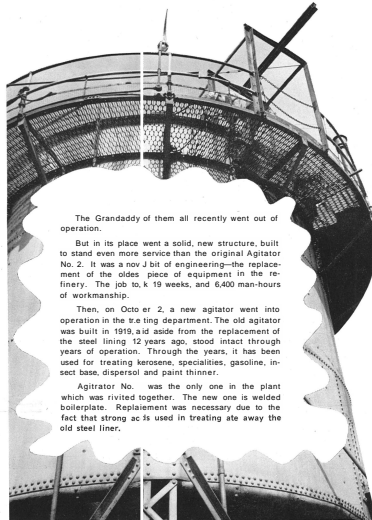 The Grandaddy of them all recently went out of
operation.
But in its place went a solid, new structure, built
to stand even more service than the original Agitator
No. 2. It was a nov J bit of engineering—the replace-
ment of the oldes piece of equipment in the re-
finery. The job to, k 19 weeks, and 6,400 man-hours
of workmanship.
Then, on Octo er 2, a new agitator went into
operation in the tr.e ting department. The old agitator
was built in 1919, a id aside from the replacement of
the steel lining 12 years ago, stood intact through
years of operation. Through the years, it has been
used for treating kerosene, specialities, gasoline, in-
sect base, dispersol and paint thinner.
Agitrator No. was the only one in the plant
which was rivited together. The new one is welded
boilerplate. Replaiement was necessary due to the
fact that strong ac ls used in treating ate away the
old steel liner.